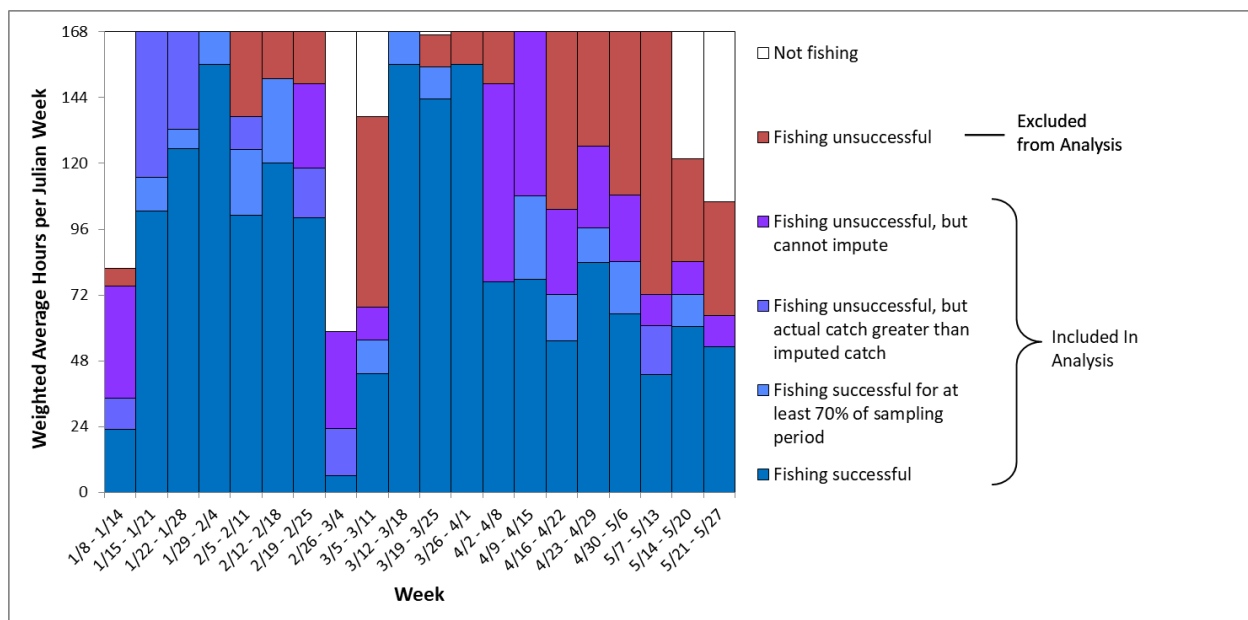 Weighted Average Hours per Julian Week
168
144
120
96
72
48
24
0
1/8 - 1/14
1/15 - 1/21
1/22 - 1/28
1/29 - 2/4
2/5 - 2/11
2/12 - 2/18
2/19 - 2/25
2/26 - 3/4
3/5 - 3/11
3/12 - 3/18
3/19 - 3/25
3/26 - 4/1
4/2 - 4/8
4/9 - 4/15
4/16 - 4/22
4/23 - 4/29
4/30 - 5/6
5/7 - 5/13
5/14 - 5/20
5/21 - 5/27
Week
Not fishing
Fishing unsuccessful
Excluded
from Analysis
Fishing unsuccessful, but
cannot impute
Fishing unsuccessful, but
actual catch greater than
imputed catch
Fishing successful for at
least 70% of sampling
period
Fishing successful
Included In
Analysis